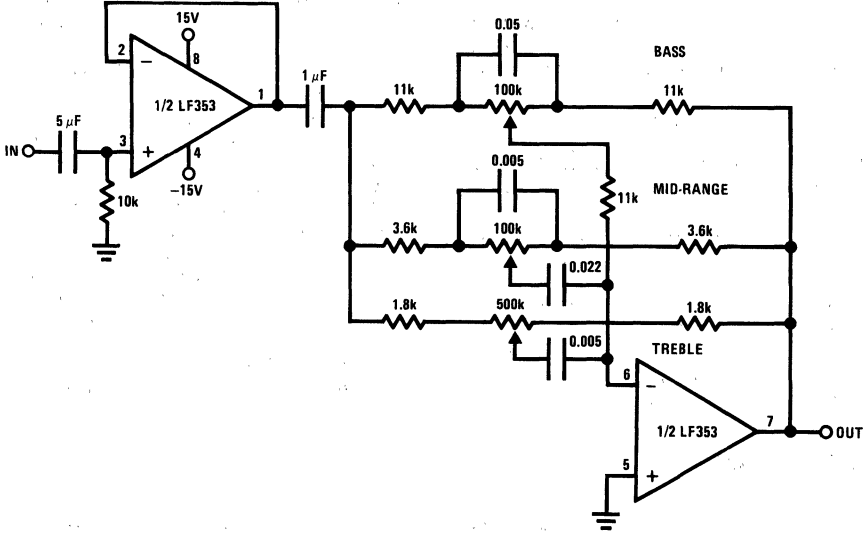 15V
2
8
−
1/2 LF353
1
1 µF
5 µF
IN
3
+
4
−15V
10k
0.05
BASS
11k
100k
11k
0.005
11k
MID-RANGE
3.6k
100k
3.6k
0.022
1.8k
500k
1.8k
0.005
TREBLE
6
−
1/2 LF353
7
OUT
5
+